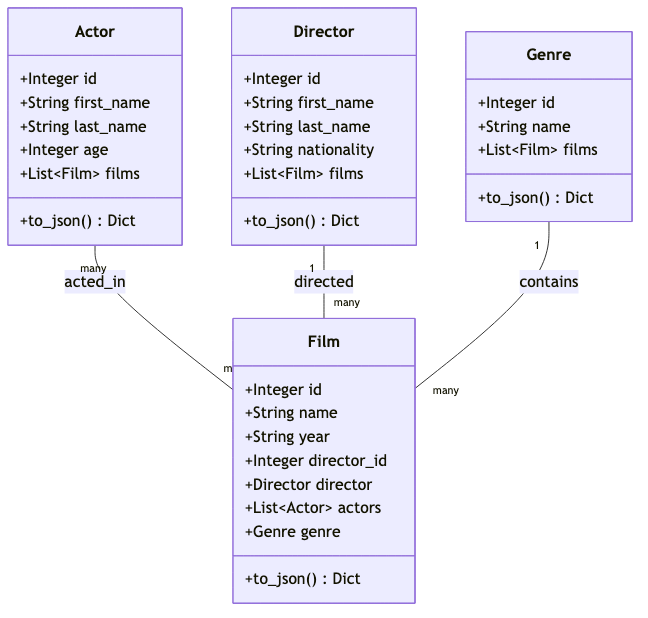 Actor
+Integer id
+String first_name
+String last_name
+Integer age
+List<Film> films
+to_json() : Dict
Director
+Integer id
+String first_name
+String last_name
+String nationality
+List<Film> films
+to_json() : Dict
Genre
+Integer id
+String name
+List<Film> films
+to_json() : Dict
many
acted_in
m
1
directed
many
1
contains
many
Film
+Integer id
+String name
+String year
+Integer director_id
+Director director
+List<Actor> actors
+Genre genre
+to_json() : Dict